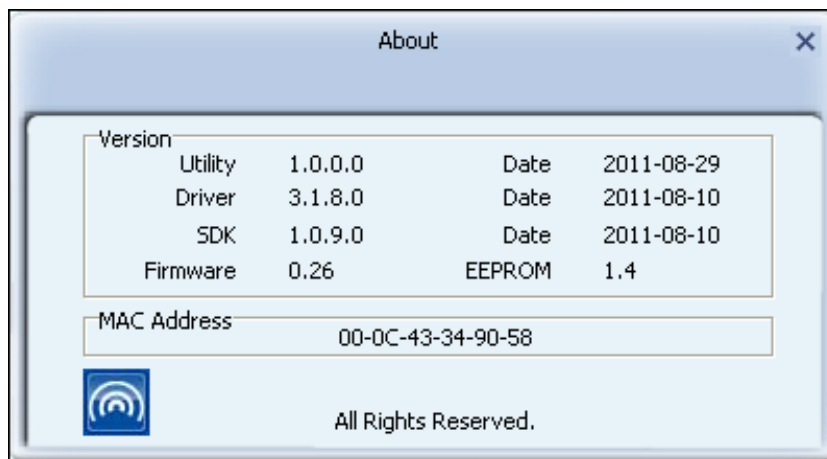 About
Version
Utility 1.0.0.0 Date 2011-08-29
Driver 3.1.8.0 Date 2011-08-10
SDK 1.0.9.0 Date 2011-08-10
Firmware 0.26 EEPROM 1.4
MAC Address
00-0C-43-34-90-58
All Rights Reserved.